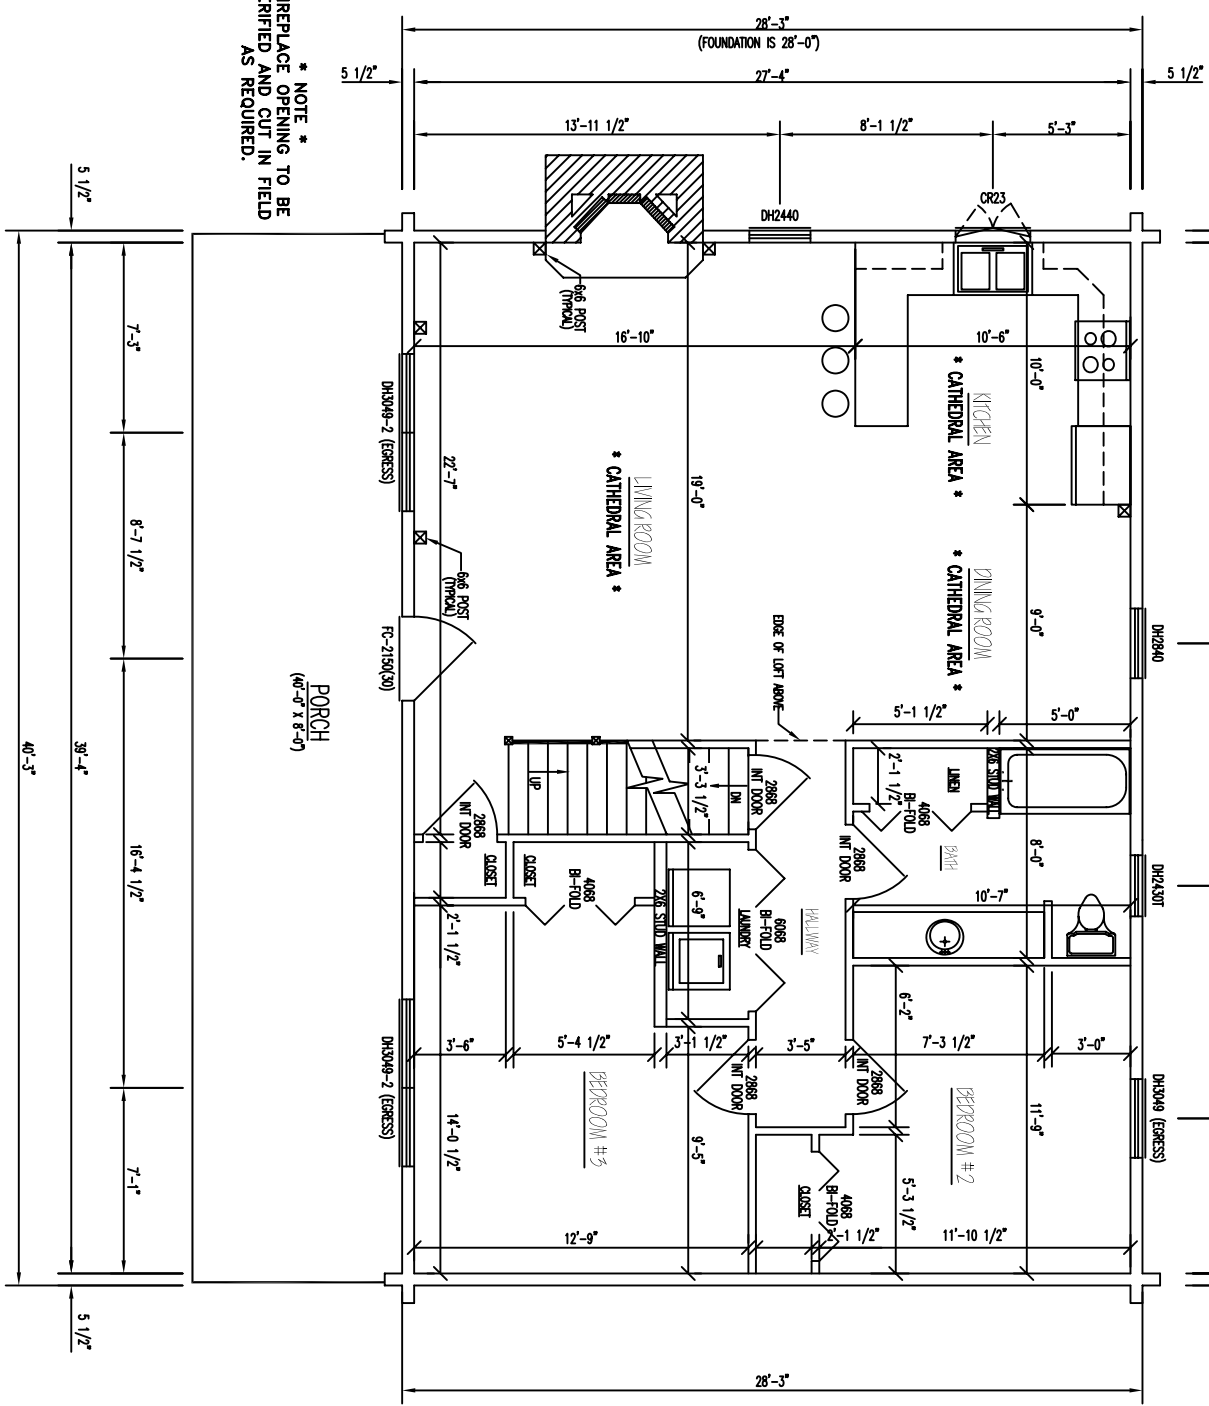 28'-3"
(FOUNDATION IS 28'-0")
5 1/2"
27'-4"
5 1/2"
13'-11 1/2"
8'-1 1/2"
5'-3"
* NOTE *
IREPLACE OPENING TO BE
ERIFIED AND CUT IN FIELD
AS REQUIRED.
5 1/2"
DH2440
CR23
6x6 POST
(TYPICAL)
16'-10"
10'-6"
7'-3"
10'-0"
KITCHEN
* CATHEDRAL AREA *
DH3049-2 (EGRESS)
22'-7"
LIVING ROOM
* CATHEDRAL AREA *
19'-0"
8'-7 1/2"
6x6 POST
(TYPICAL)
DINING ROOM
* CATHEDRAL AREA *
9'-0"
DH2840
FC-2150(30)
EDGE OF LOFT ABOVE
PORCH
(40'-0" X 8'-0")
5'-1 1/2"
5'-0"
39'-4"
40'-3"
UP
3'-3 1/2"
DN
2868
INT DOOR
2'-1 1/2"
LINEN
2X6 STUD WALL
4068
BI-FOLD
2868
INT DOOR
CLOSET
CLOSET
4068
BI-FOLD
2868
INT DOOR
BATH
8'-0"
DH2430T
16'-4 1/2"
2'-1 1/2"
2X6 STUD WALL
6'-9"
6068
BI-FOLD
LAUNDRY
HALLWAY
10'-7"
6'-2"
DH3049-2 (EGRESS)
3'-6"
5'-4 1/2"
3'-1 1/2"
3'-5"
7'-3 1/2"
3'-0"
2868
INT DOOR
2868
INT DOOR
BEDROOM #3
14'-0 1/2"
9'-5"
BEDROOM #2
11'-9"
DH3049 (EGRESS)
7'-1"
4068
BI-FOLD
CLOSET
5'-3 1/2"
12'-9"
2'-1 1/2"
11'-10 1/2"
5 1/2"
28'-3"